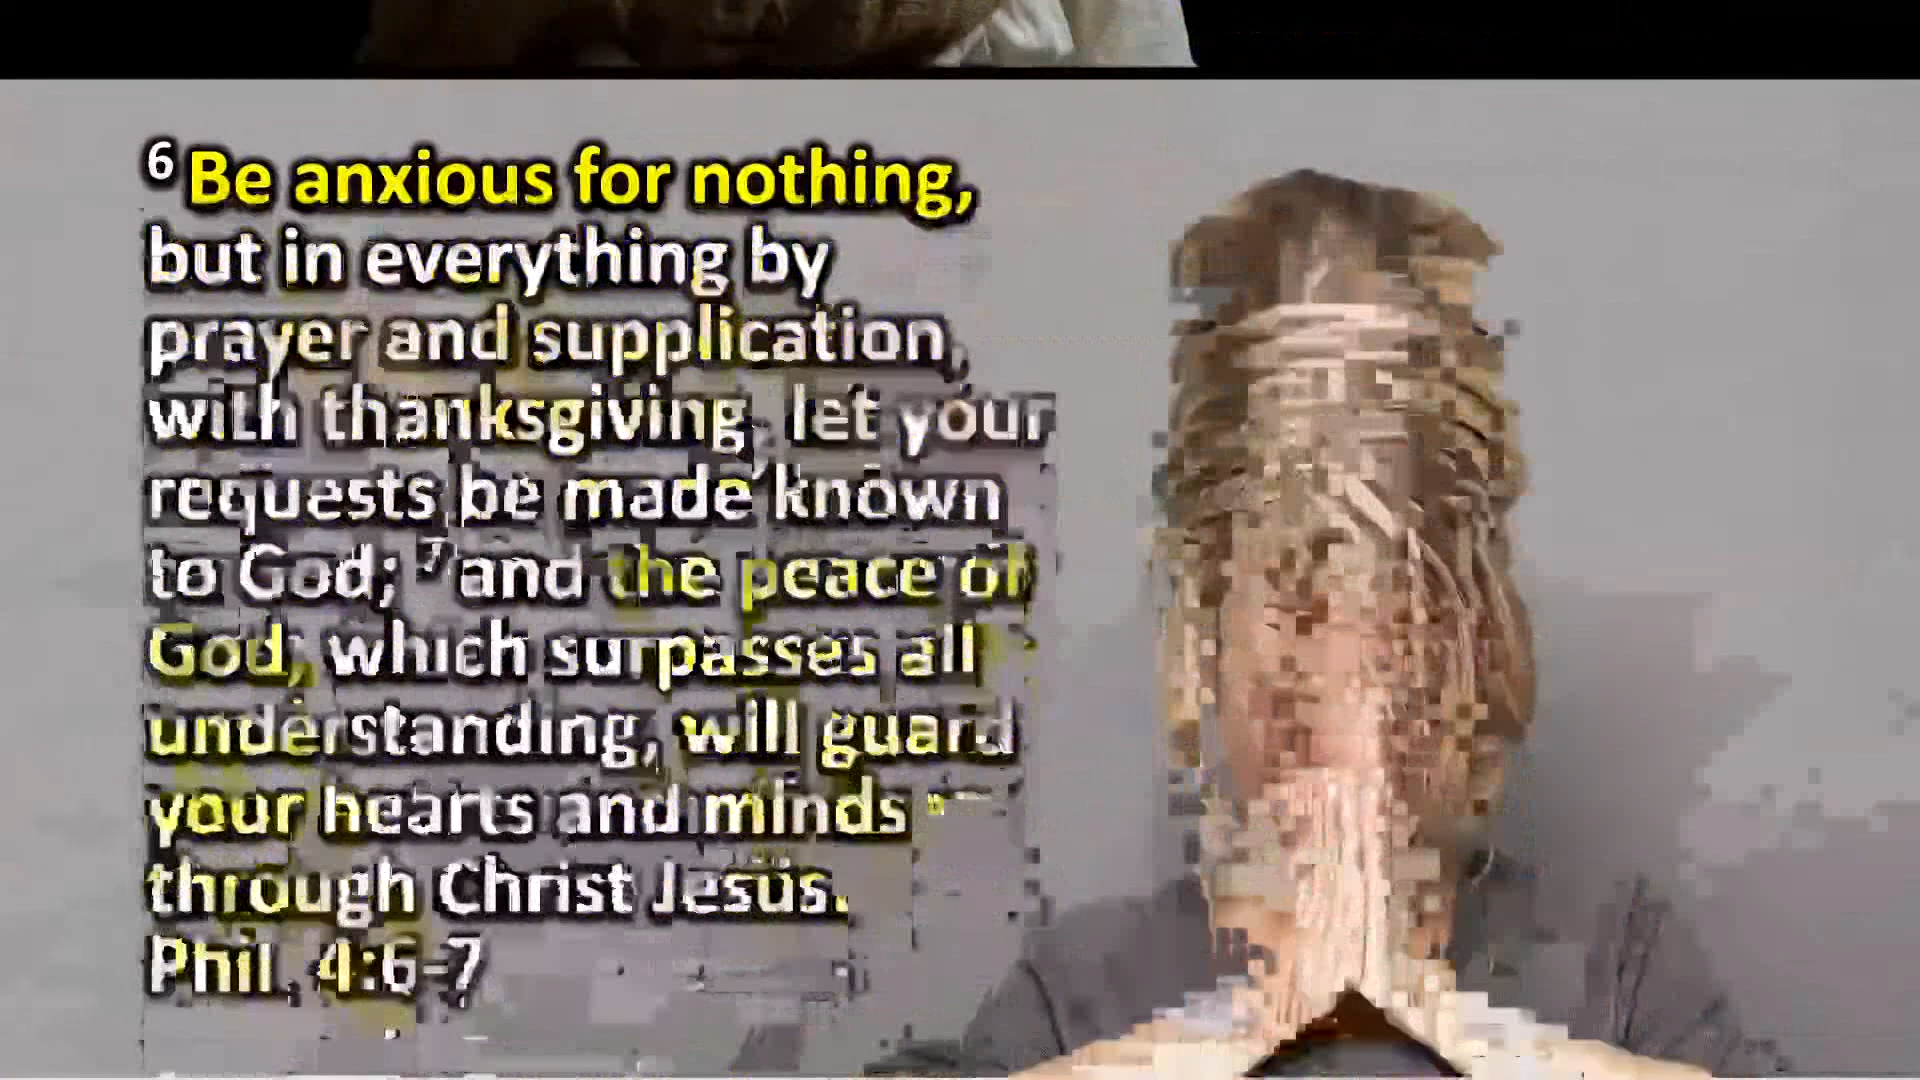 6 Be anxious for nothing,
but in everything by
prayer and supplication,
with thanksgiving, let your
requests be made known
to God; 7 and the peace of
God, which surpasses all
understanding, will guard
your hearts and minds
through Christ Jesus.
Phil. 4:6-7